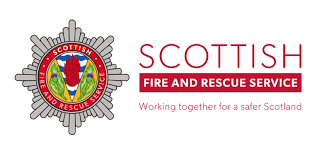 SCOTTISH
FIRE AND RESCUE SERVICE
SCOTTISH
FIRE AND RESCUE SERVICE
Working together for a safer Scotland